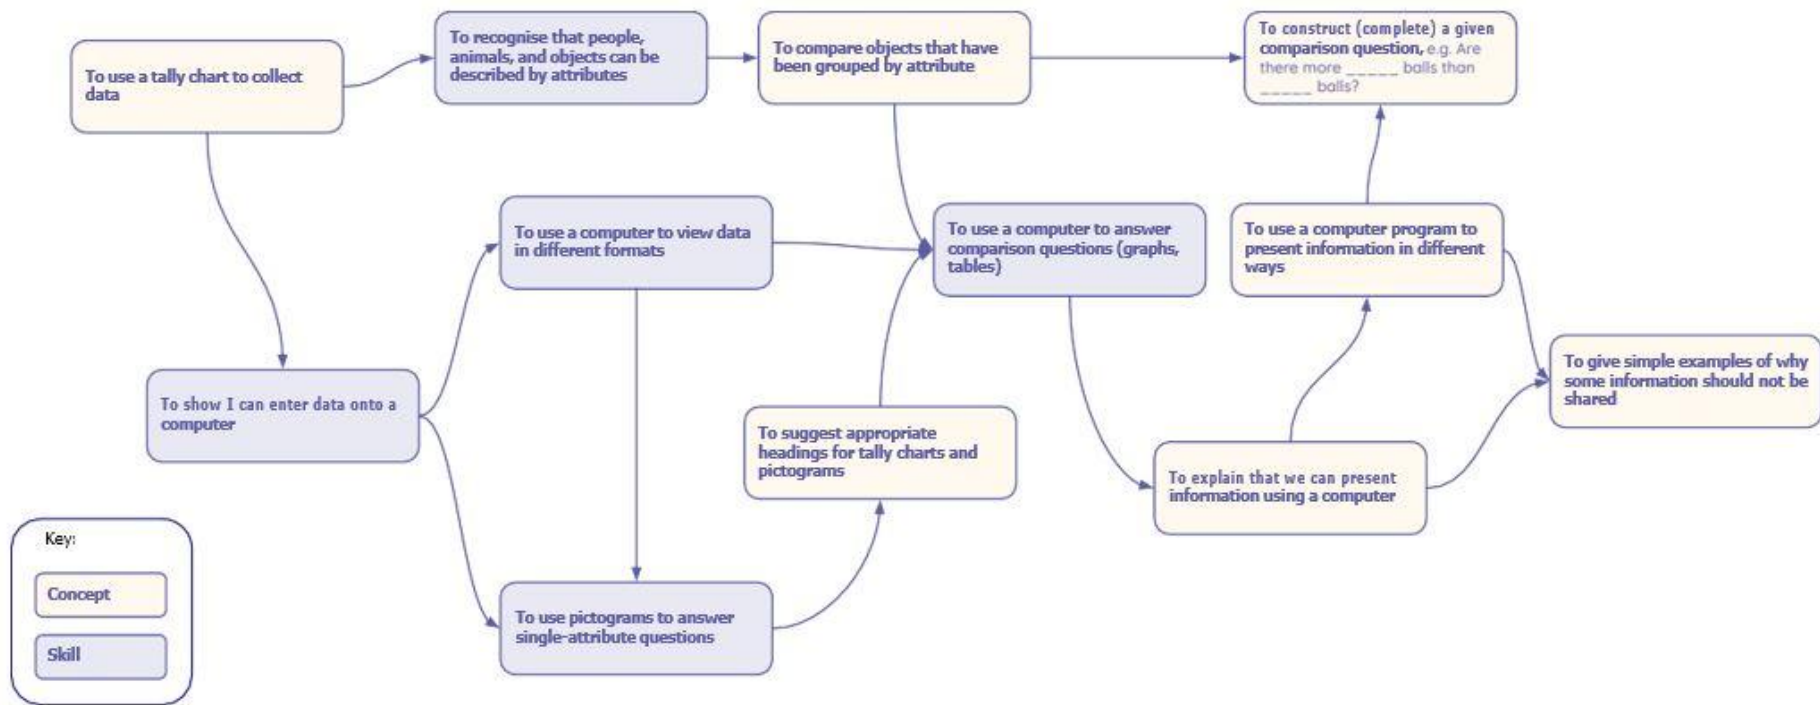 To use a tally chart to collect
data
To recognise that people,
animals, and objects can be
described by attributes
To compare objects that have
been grouped by attribute
To construct (complete) a given
comparison question, e.g. Are
there more _____ balls than
_____ balls?
To use a computer to view data
in different formats
To use a computer to answer
comparison questions (graphs,
tables)
To use a computer program to
present information in different
ways
To give simple examples of why
some information should not be
shared
To show I can enter data onto a
computer
To suggest appropriate
headings for tally charts and
pictograms
To explain that we can present
information using a computer
To use pictograms to answer
single-attribute questions
Key:
Concept
Skill